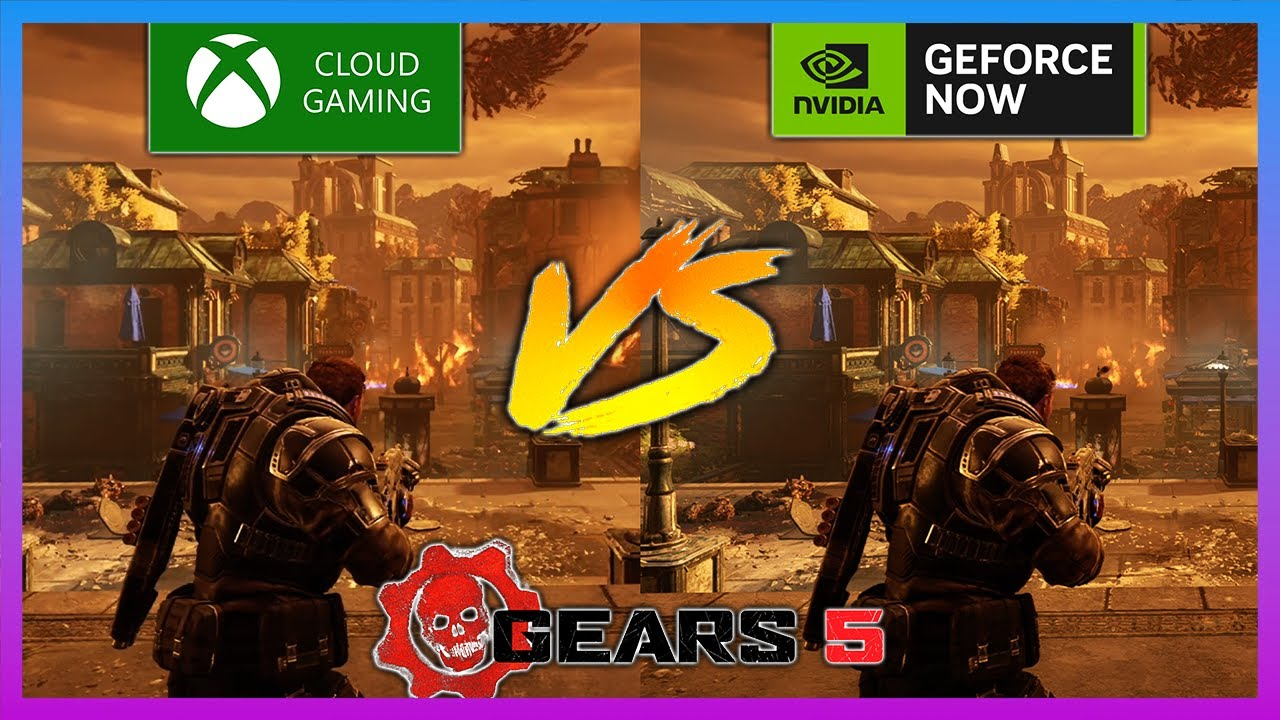 CLOUD
GAMING
NVIDIA
GEFORCE
NOW
VS
GEARS 5